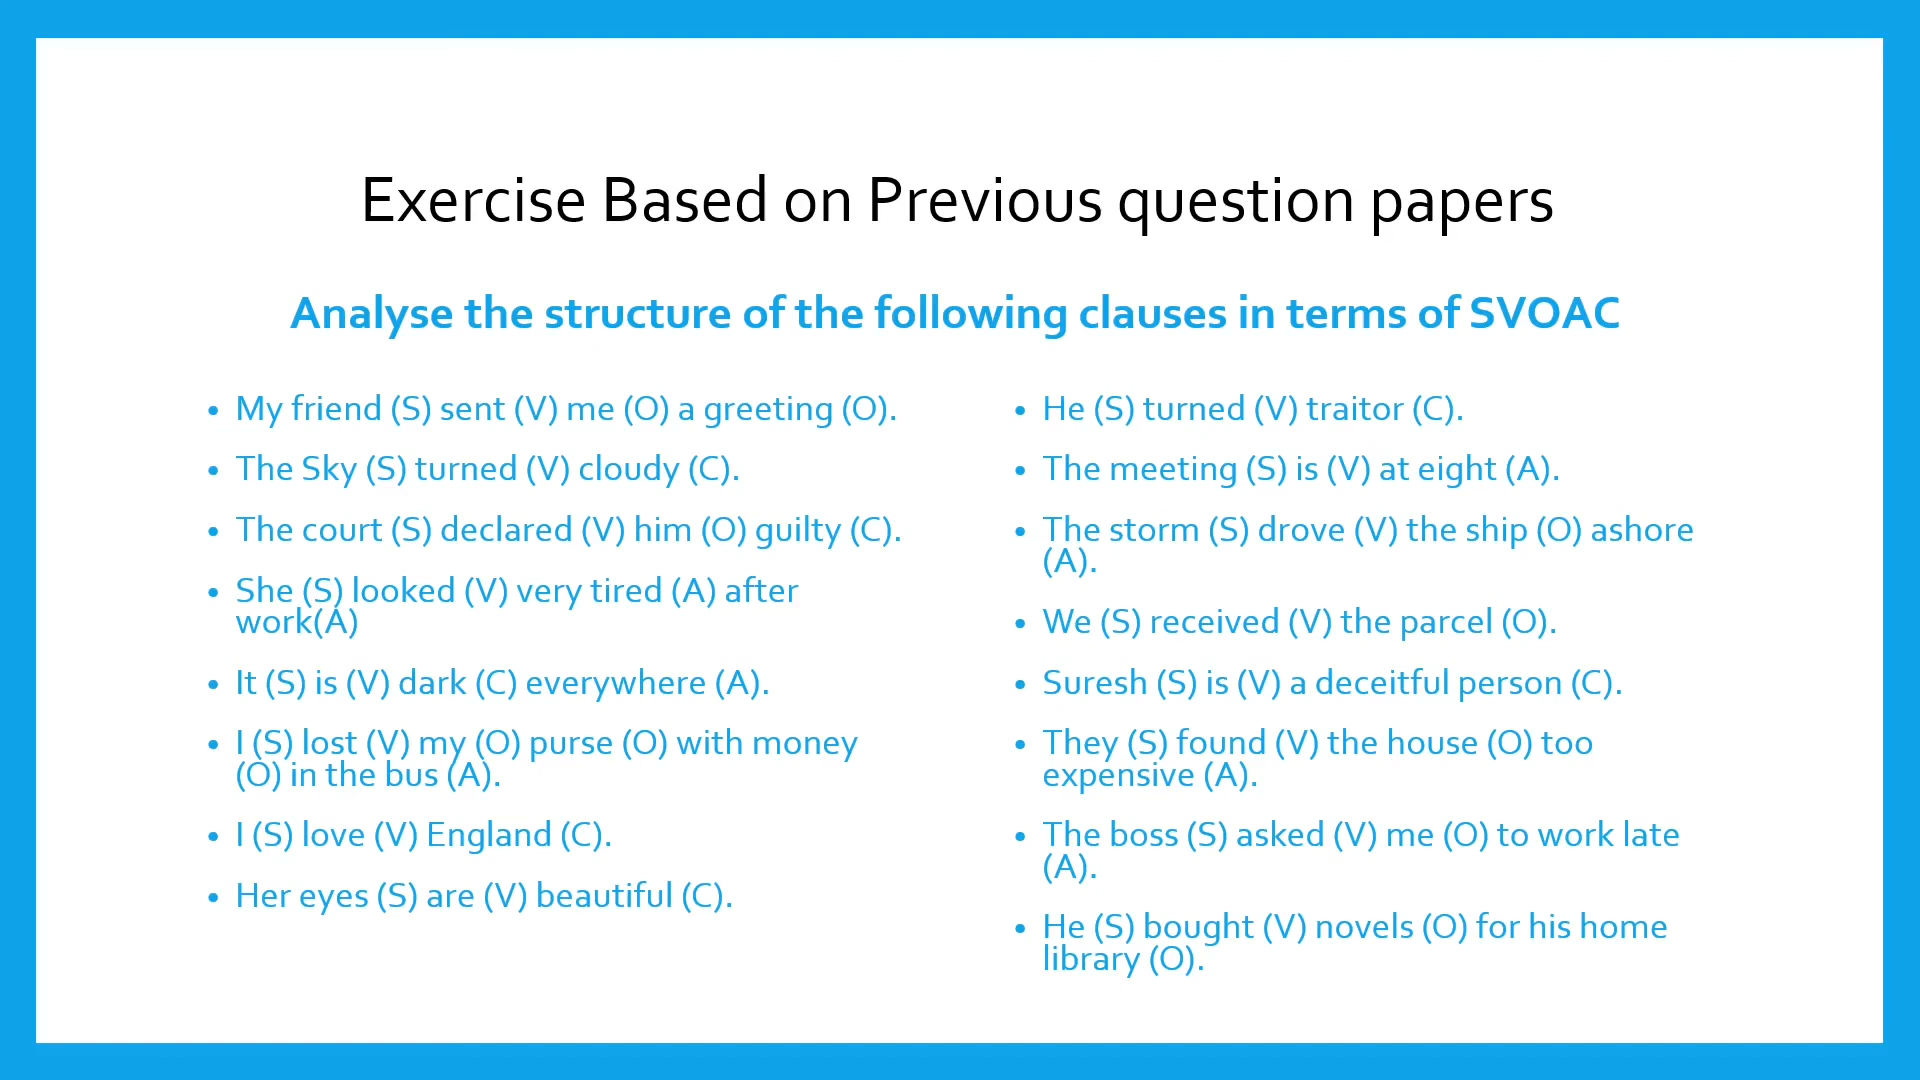 Exercise Based on Previous question papers
Analyse the structure of the following clauses in terms of SVOAC
• My friend (S) sent (V) me (O) a greeting (O).
• The Sky (S) turned (V) cloudy (C).
• The court (S) declared (V) him (O) guilty (C).
• She (S) looked (V) very tired (A) after
work(A)
• It (S) is (V) dark (C) everywhere (A).
• I (S) lost (V) my (O) purse (O) with money
(O) in the bus (A).
• I (S) love (V) England (C).
• Her eyes (S) are (V) beautiful (C).
• He (S) turned (V) traitor (C).
• The meeting (S) is (V) at eight (A).
• The storm (S) drove (V) the ship (O) ashore
(A).
• We (S) received (V) the parcel (O).
• Suresh (S) is (V) a deceitful person (C).
• They (S) found (V) the house (O) too
expensive (A).
• The boss (S) asked (V) me (O) to work late
(A).
• He (S) bought (V) novels (O) for his home
library (O).